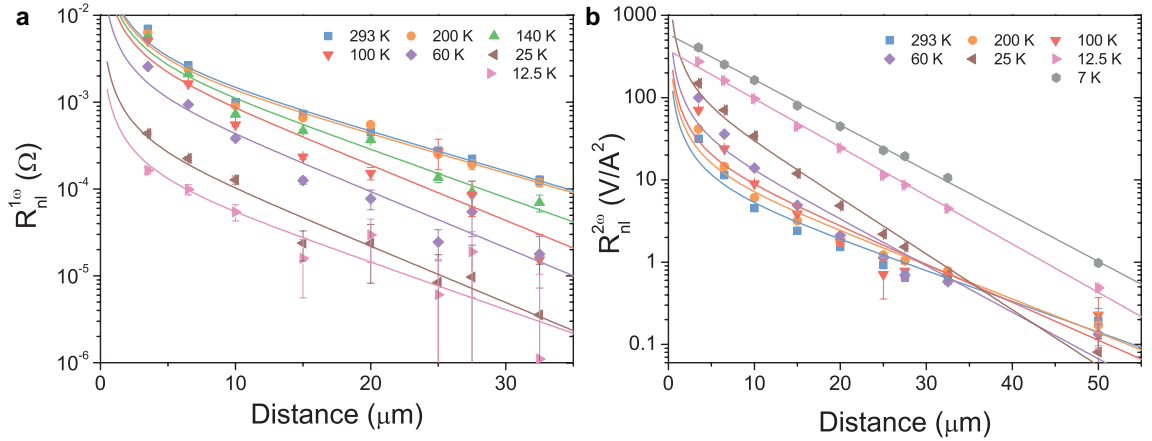 a
293 K 200 K 140 K
100 K 60 K 25 K
12.5 K
10⁻²
10⁻³
10⁻⁴
10⁻⁵
10⁻⁶
R_nl^1ω (Ω)
0 10 20 30
Distance (μm)
b
293 K 200 K 100 K
60 K 25 K 12.5 K
7 K
1000
100
10
1
0.1
R_nl^2ω (V/A²)
0 10 20 30 40 50
Distance (μm)